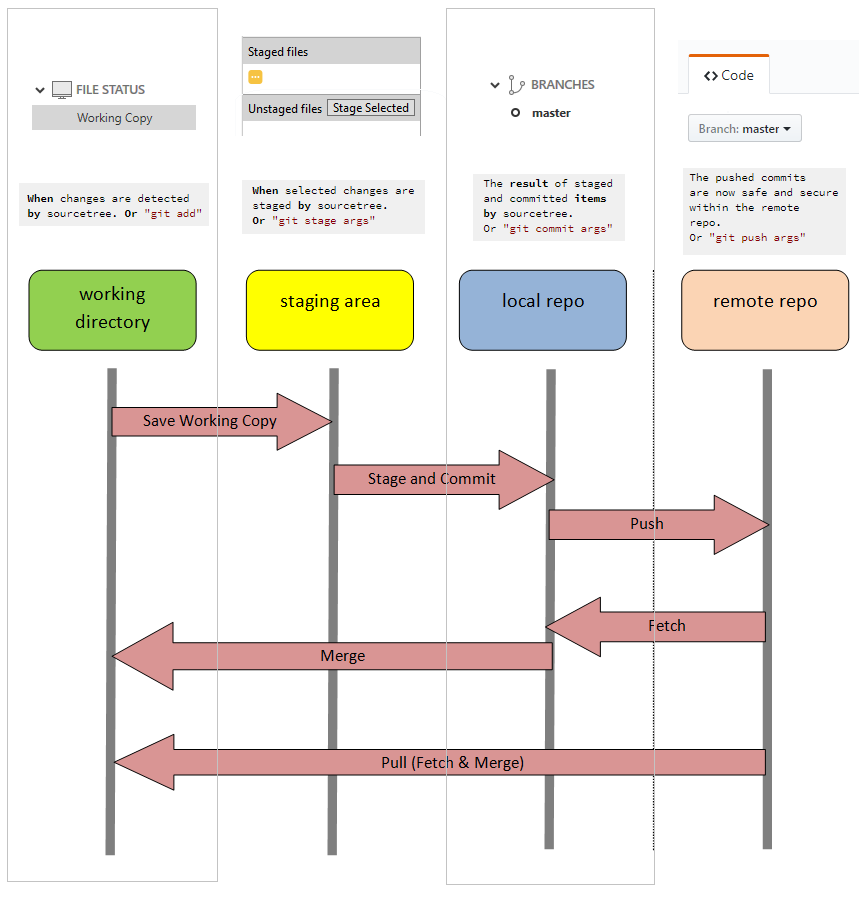 FILE STATUS
Working Copy
Staged files
Unstaged files Stage Selected
BRANCHES
master
<> Code
Branch: master
When changes are detected
by sourcetree. Or "git add"
When selected changes are
staged by sourcetree.
Or "git stage args"
The result of staged
and committed items
by sourcetree.
Or "git commit args"
The pushed commits
are now safe and secure
within the remote
repo.
Or "git push args"
working
directory
staging area
local repo
remote repo
Save Working Copy
Stage and Commit
Push
Fetch
Merge
Pull (Fetch & Merge)